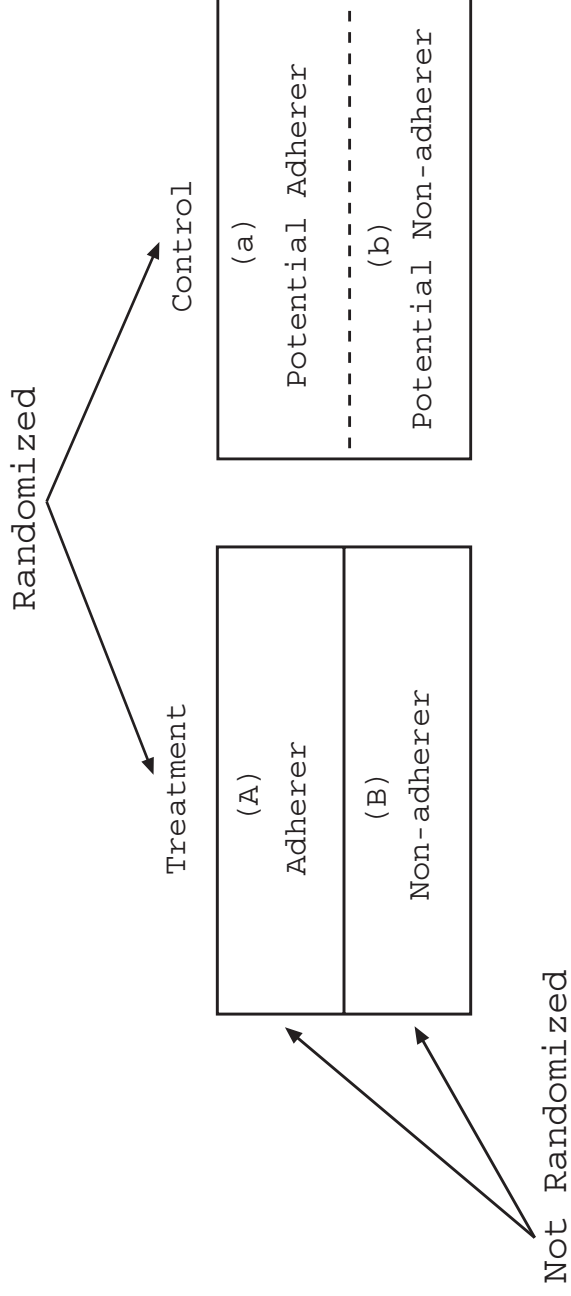 Randomized
Treatment
Control
(A)
Adherer
(B)
Non-adherer
(a)
Potential Adherer
(b)
Potential Non-adherer
Not Randomized